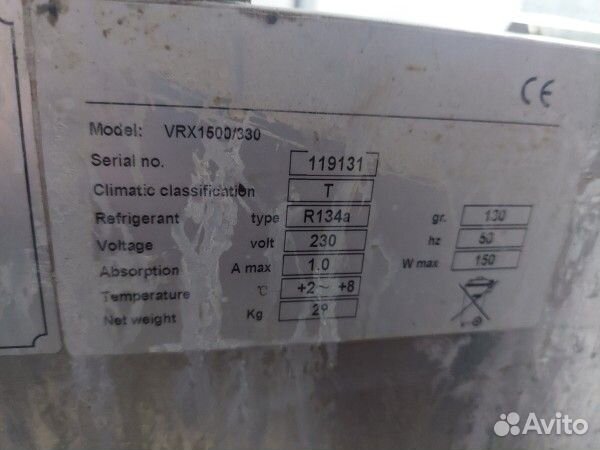 CE
Model: VRX1500/330
Serial no. 119131
Climatic classification T
Refrigerant type R134a gr. 130
Voltage volt 230 hz 50
Absorption A max 1.0 W max 150
Temperature °C +2~ +8
Net weight Kg
Avito